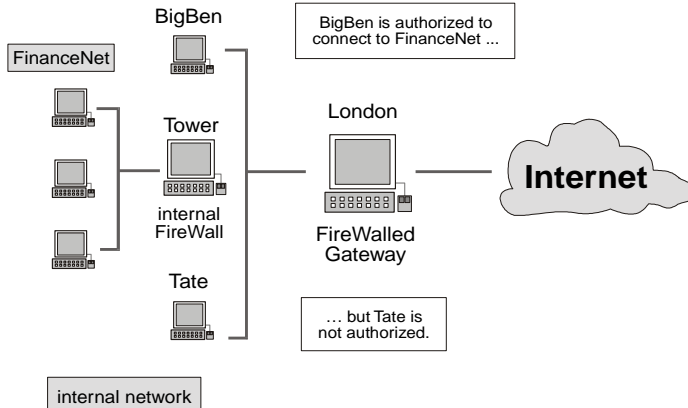 BigBen
BigBen is authorized to
connect to FinanceNet ...
FinanceNet
Tower
London
Internet
internal
FireWall
FireWalled
Gateway
Tate
… but Tate is
not authorized.
internal network